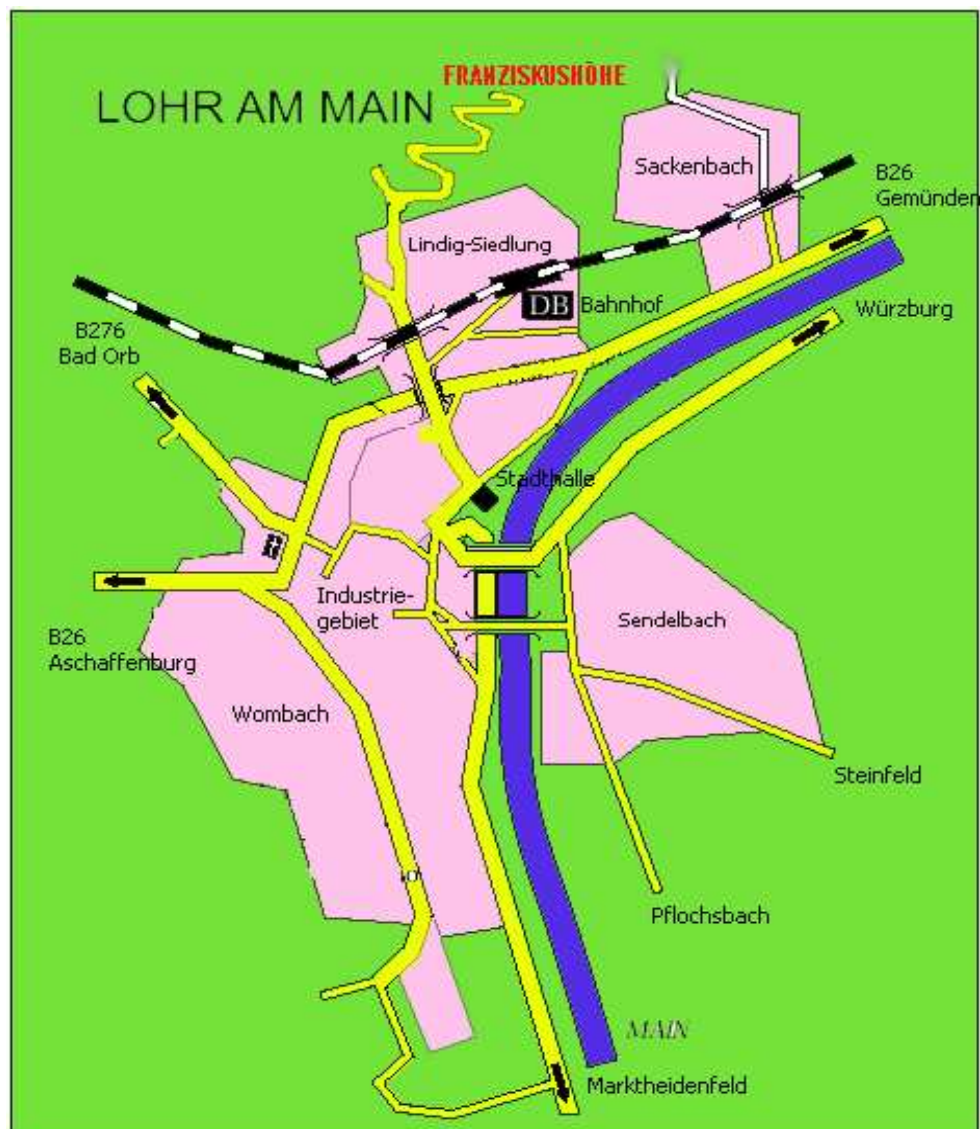 FRANZISKUSHÖHE
LOHR AM MAIN
Sackenbach
B26
Gemünden
Lindig-Siedlung
DB Bahnhof
Würzburg
B276
Bad Orb
Stadthalle
Industrie-
gebiet
Sendelbach
B26
Aschaffenburg
Wombach
Steinfeld
Pflochsbach
MAIN
Marktheidenfeld